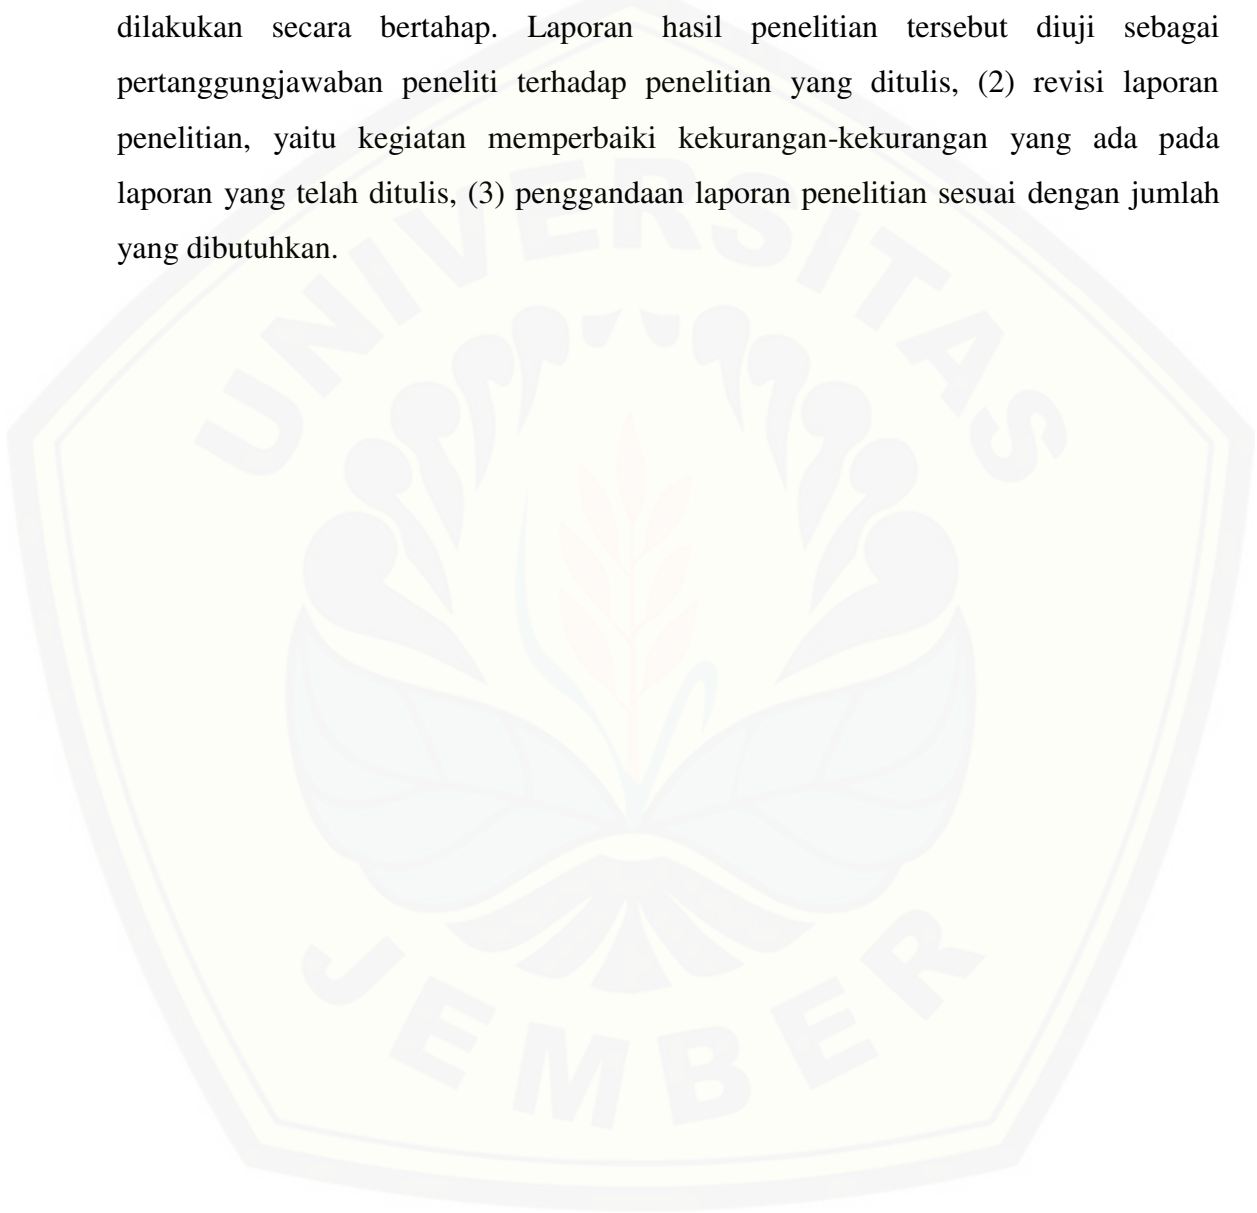 dilakukan secara bertahap. Laporan hasil penelitian tersebut diuji sebagai
pertanggungjawaban peneliti terhadap penelitian yang ditulis, (2) revisi laporan
penelitian, yaitu kegiatan memperbaiki kekurangan-kekurangan yang ada pada
laporan yang telah ditulis, (3) penggandaan laporan penelitian sesuai dengan jumlah
yang dibutuhkan.
UNIVERSITAS
JEMBER